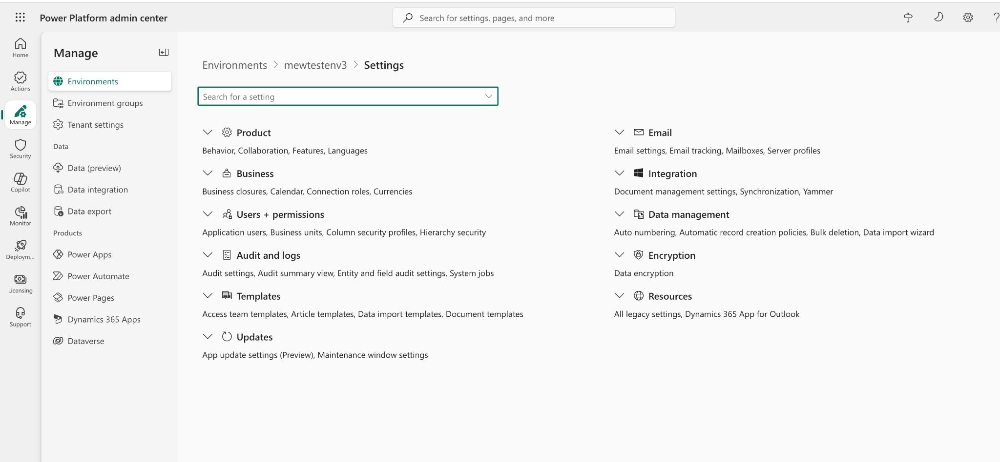 Power Platform admin center
Search for settings, pages, and more
?
Home
Actions
Manage
Security
Copilot
Monitor
Deploym...
Licensing
Support
Manage
Environments
Environment groups
Tenant settings
Data
Data (preview)
Data integration
Data export
Products
Power Apps
Power Automate
Power Pages
Dynamics 365 Apps
Dataverse
Environments > mewtestenv3 > Settings
Search for a setting
Product
Behavior, Collaboration, Features, Languages
Business
Business closures, Calendar, Connection roles, Currencies
Users + permissions
Application users, Business units, Column security profiles, Hierarchy security
Audit and logs
Audit settings, Audit summary view, Entity and field audit settings, System jobs
Templates
Access team templates, Article templates, Data import templates, Document templates
Updates
App update settings (Preview), Maintenance window settings
Email
Email settings, Email tracking, Mailboxes, Server profiles
Integration
Document management settings, Synchronization, Yammer
Data management
Auto numbering, Automatic record creation policies, Bulk deletion, Data import wizard
Encryption
Data encryption
Resources
All legacy settings, Dynamics 365 App for Outlook